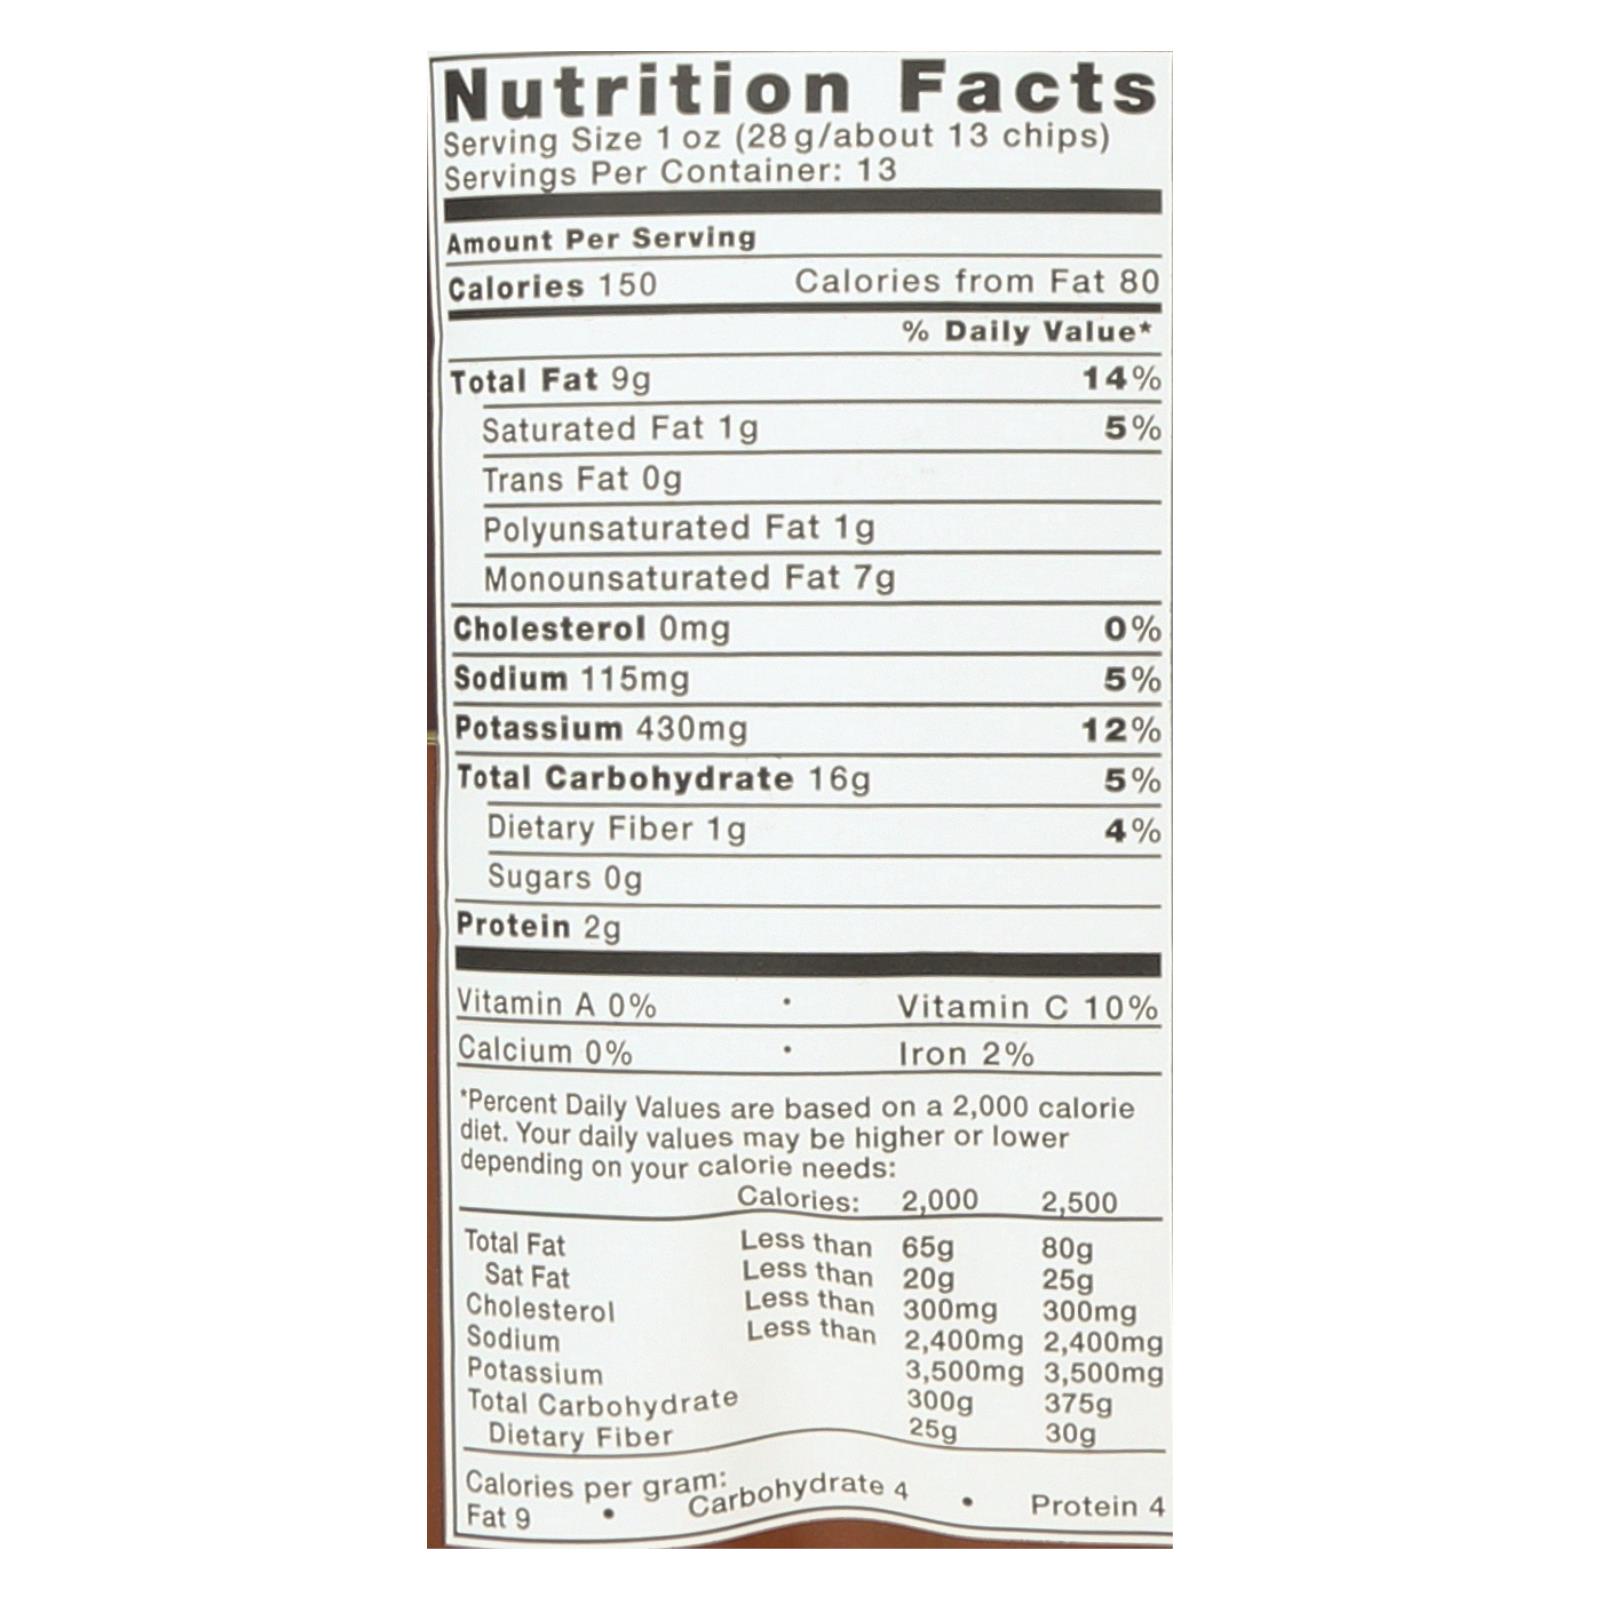 Nutrition Facts
Serving Size 1 oz (28 g/about 13 chips)
Servings Per Container: 13
Amount Per Serving
Calories 150 Calories from Fat 80
% Daily Value*
Total Fat 9g 14%
Saturated Fat 1g 5%
Trans Fat 0g
Polyunsaturated Fat 1g
Monounsaturated Fat 7g
Cholesterol 0mg 0%
Sodium 115mg 5%
Potassium 430mg 12%
Total Carbohydrate 16g 5%
Dietary Fiber 1g 4%
Sugars 0g
Protein 2g
Vitamin A 0% • Vitamin C 10%
Calcium 0% • Iron 2%
*Percent Daily Values are based on a 2,000 calorie
diet. Your daily values may be higher or lower
depending on your calorie needs:
Calories: 2,000 2,500
Total Fat Less than 65g 80g
Sat Fat Less than 20g 25g
Cholesterol Less than 300mg 300mg
Sodium Less than 2,400mg 2,400mg
Potassium 3,500mg 3,500mg
Total Carbohydrate 300g 375g
Dietary Fiber 25g 30g
Calories per gram:
Fat 9 • Carbohydrate 4 • Protein 4